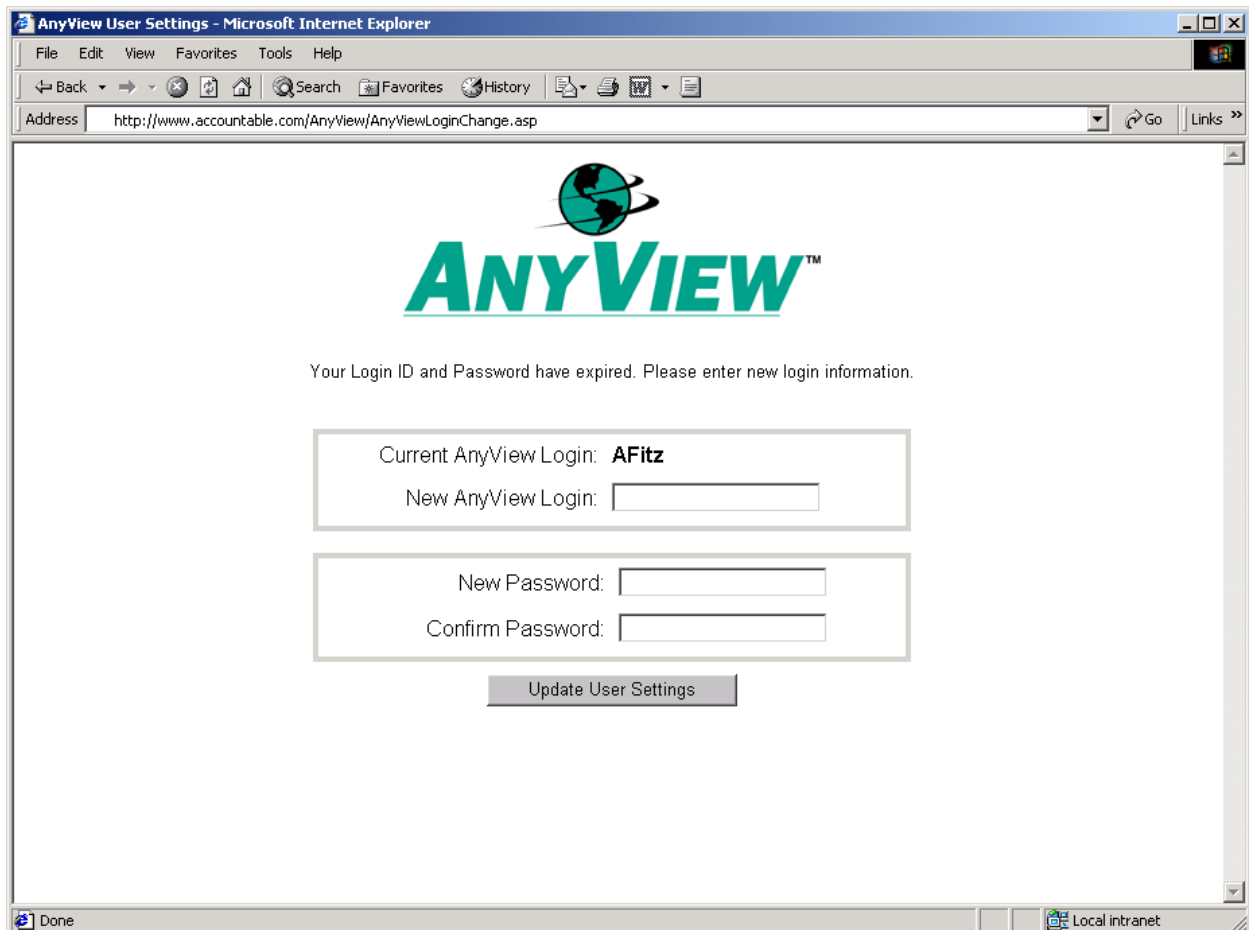 AnyView User Settings - Microsoft Internet Explorer
File Edit View Favorites Tools Help
Back Search Favorites History
Address http://www.accountable.com/AnyView/AnyViewLoginChange.asp Go Links »
ANYVIEW™
Your Login ID and Password have expired. Please enter new login information.
Current AnyView Login: AFitz
New AnyView Login:
New Password:
Confirm Password:
Update User Settings
Done Local intranet